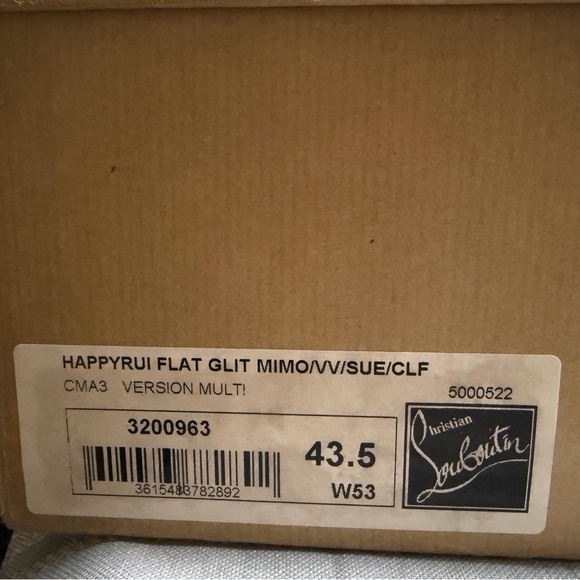 HAPPYRUI FLAT GLIT MIMO/VV/SUE/CLF
CMA3 VERSION MULTI
5000522
3200963
3615483782892
43.5
W53
Christian
Louboutin